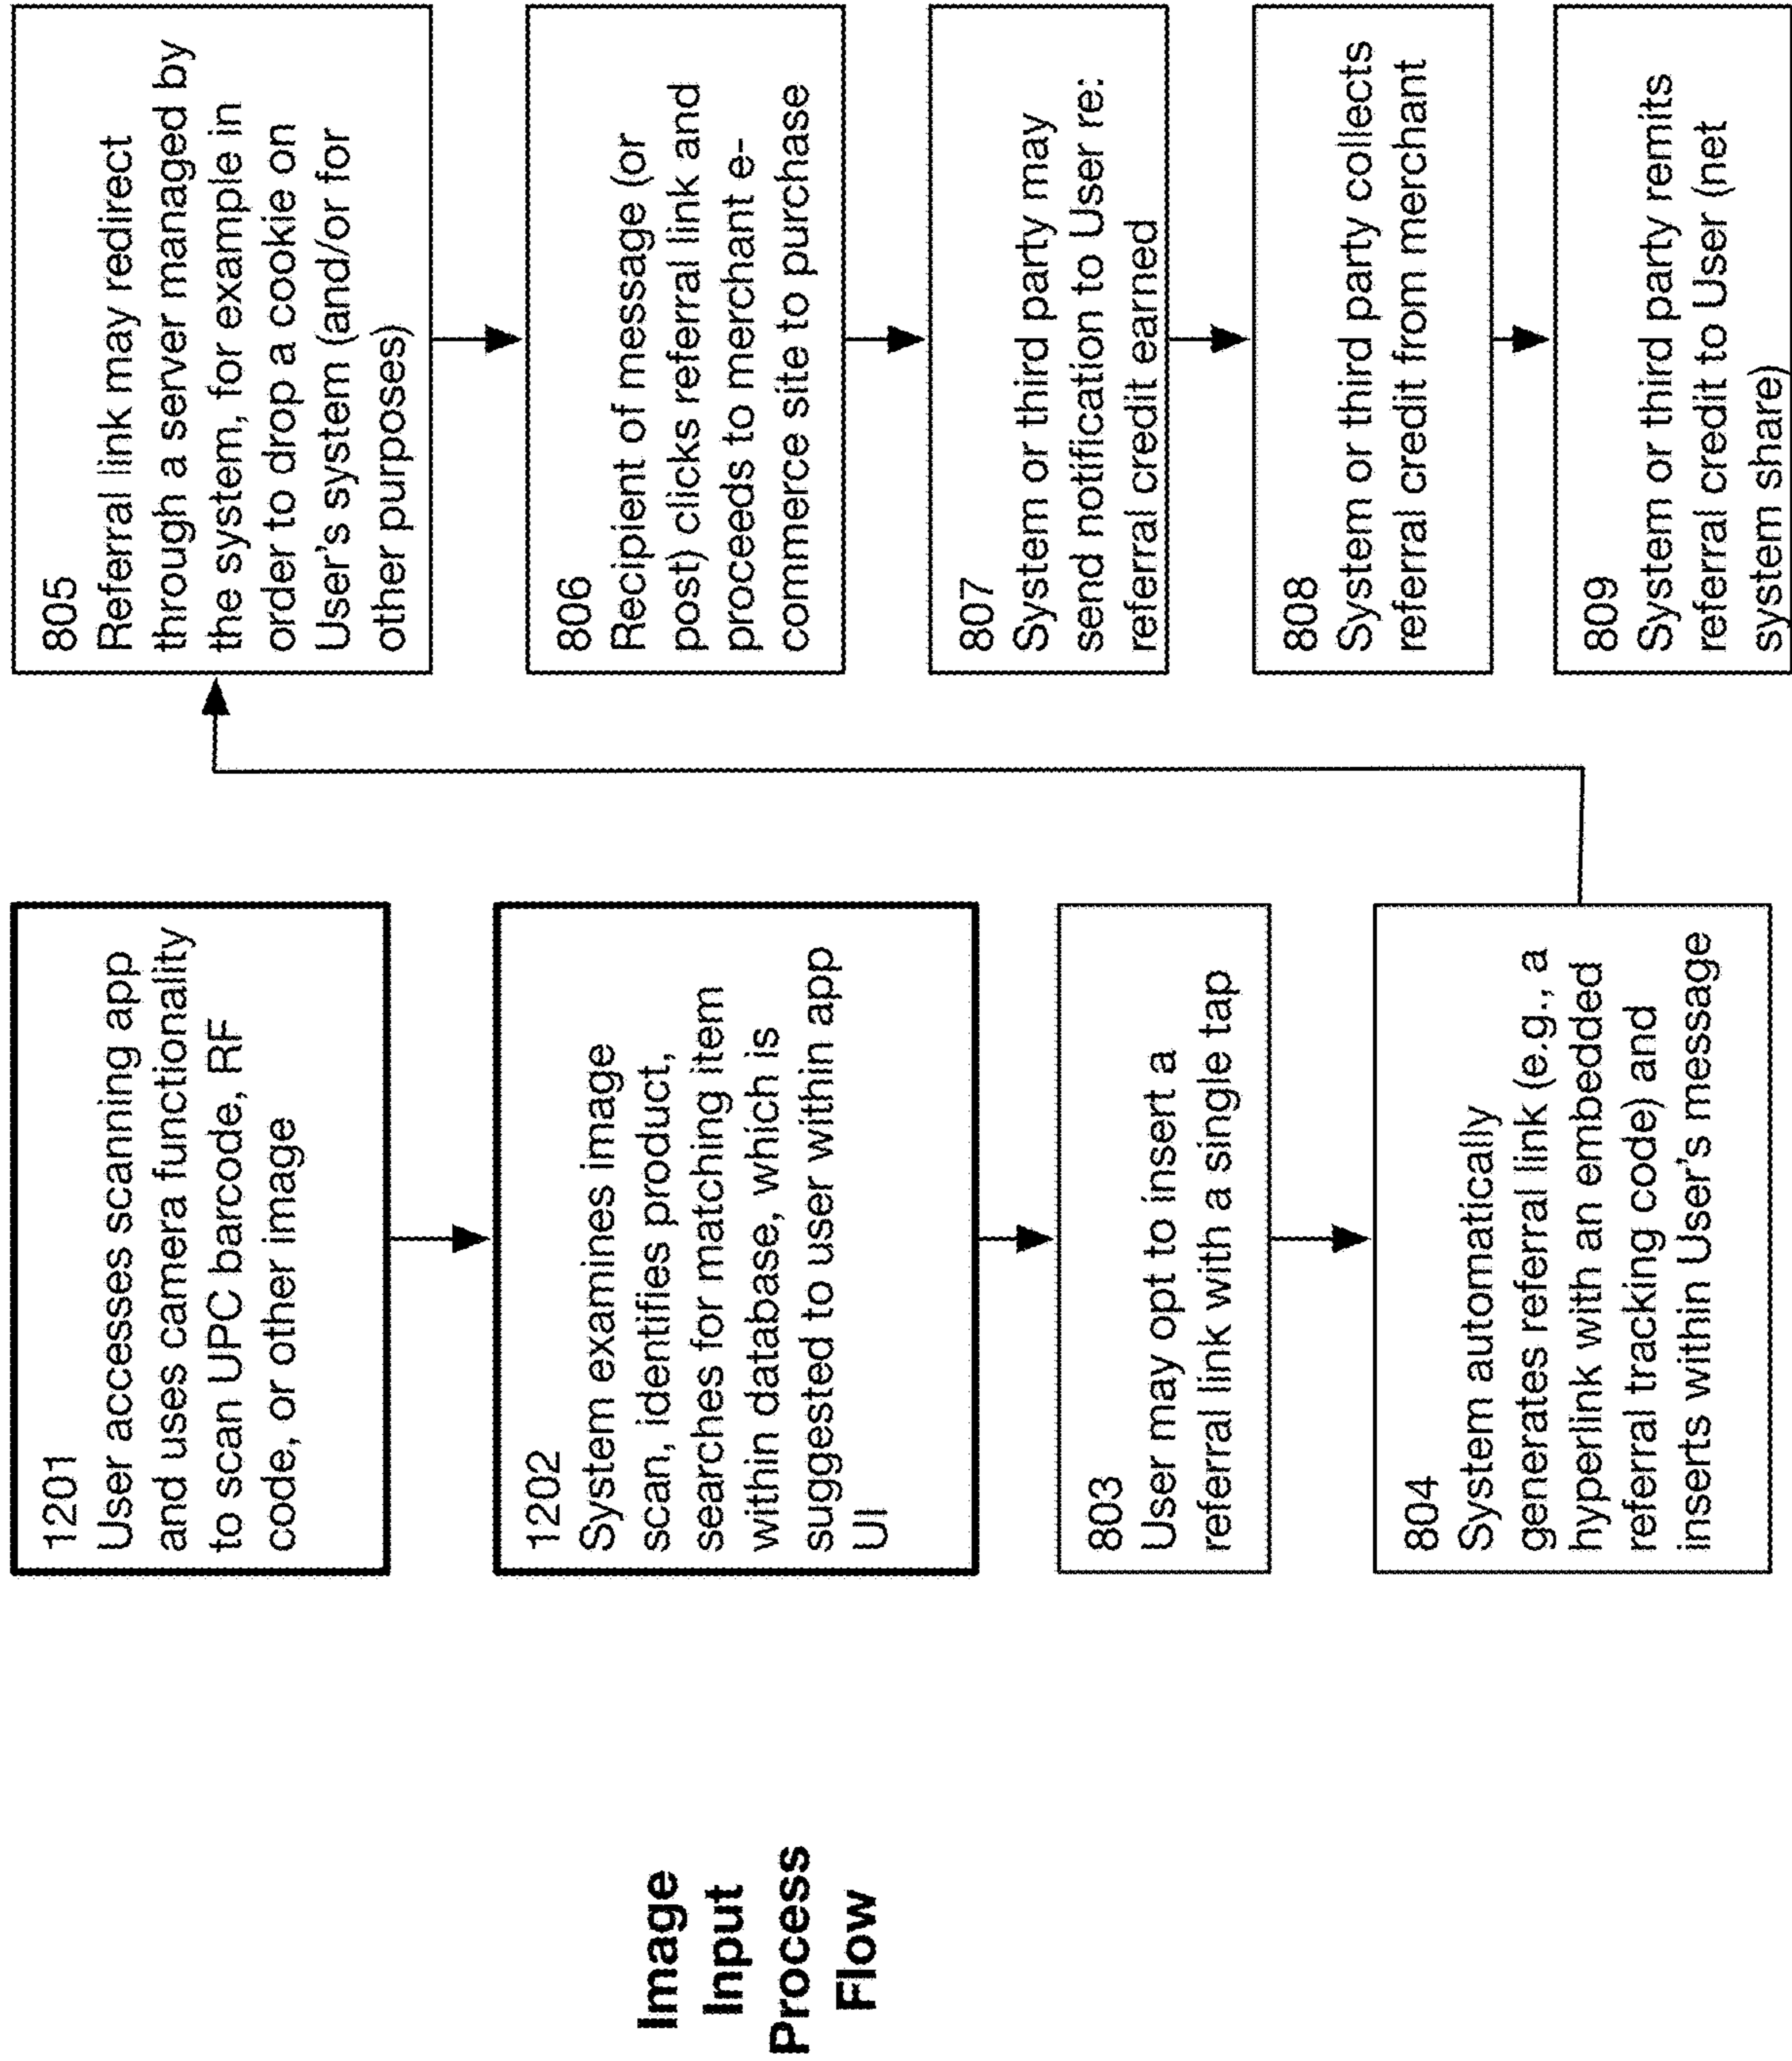 Image
Input
Process
Flow
1201
User accesses scanning app
and uses camera functionality
to scan UPC barcode, RF
code, or other image
1202
System examines image
scan, identifies product,
searches for matching item
within database, which is
suggested to user within app
UI
803
User may opt to insert a
referral link with a single tap
804
System automatically
generates referral link (e.g., a
hyperlink with an embedded
referral tracking code) and
inserts within User's message
805
Referral link may redirect
through a server managed by
the system, for example in
order to drop a cookie on
User's system (and/or for
other purposes)
806
Recipient of message (or
post) clicks referral link and
proceeds to merchant e-
commerce site to purchase
807
System or third party may
send notification to User re:
referral credit earned
808
System or third party collects
referral credit from merchant
809
System or third party remits
referral credit to User (net
system share)